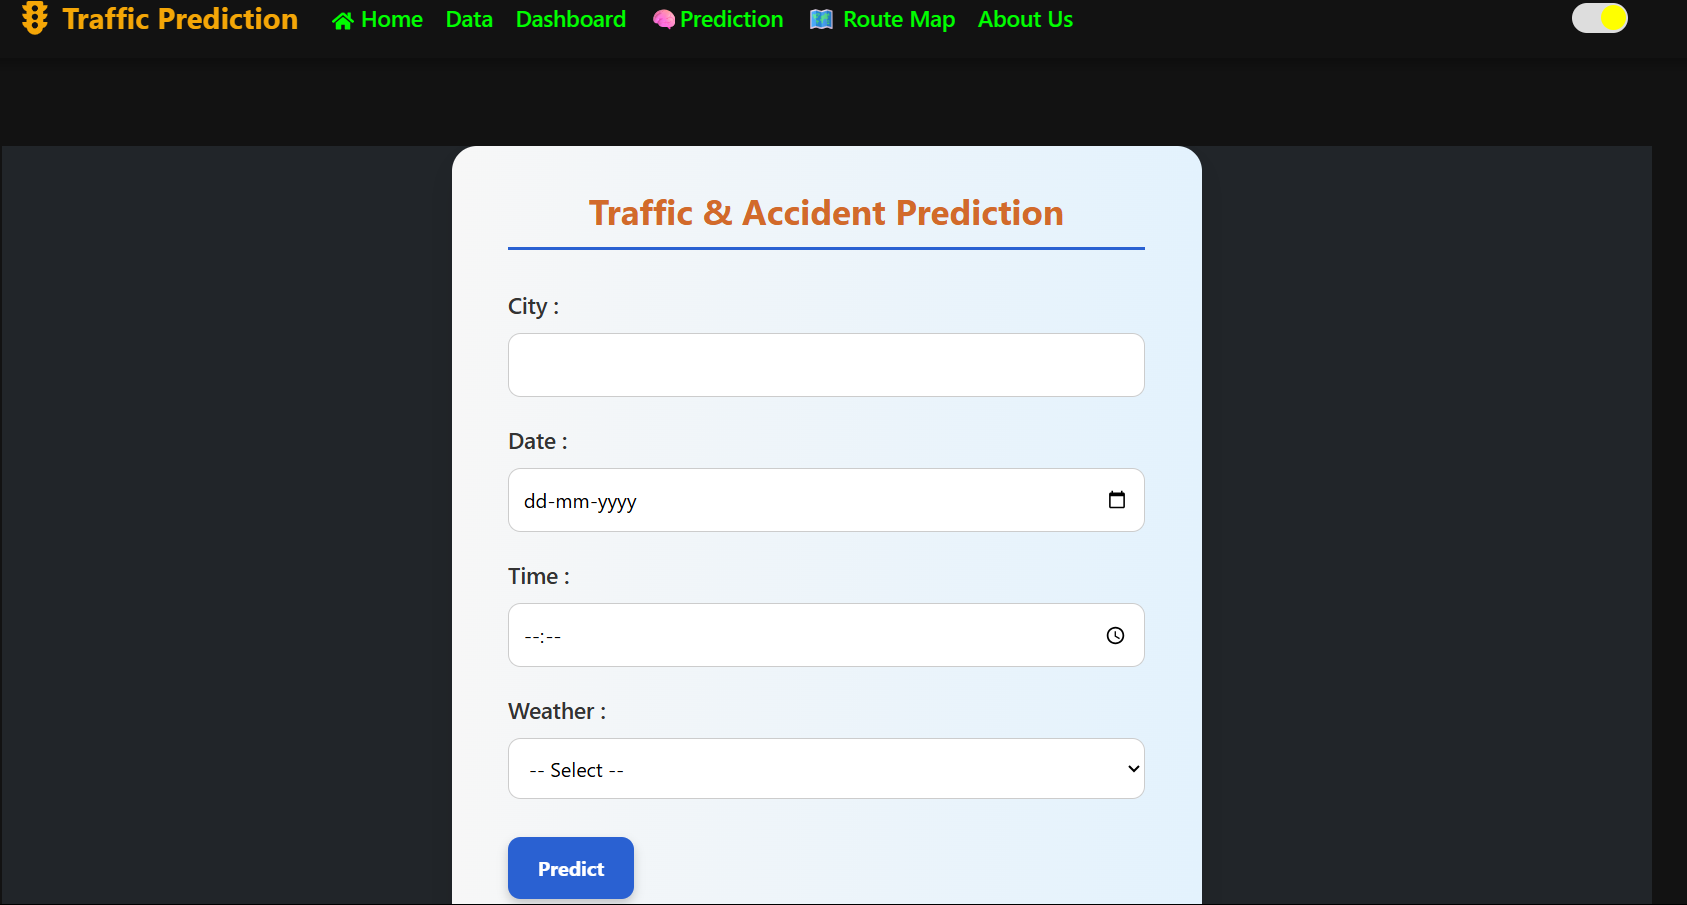 Traffic Prediction Home Data Dashboard Prediction Route Map About Us
Traffic & Accident Prediction
City :
Date :
dd-mm-yyyy
Time :
--:--
Weather :
-- Select --
Predict